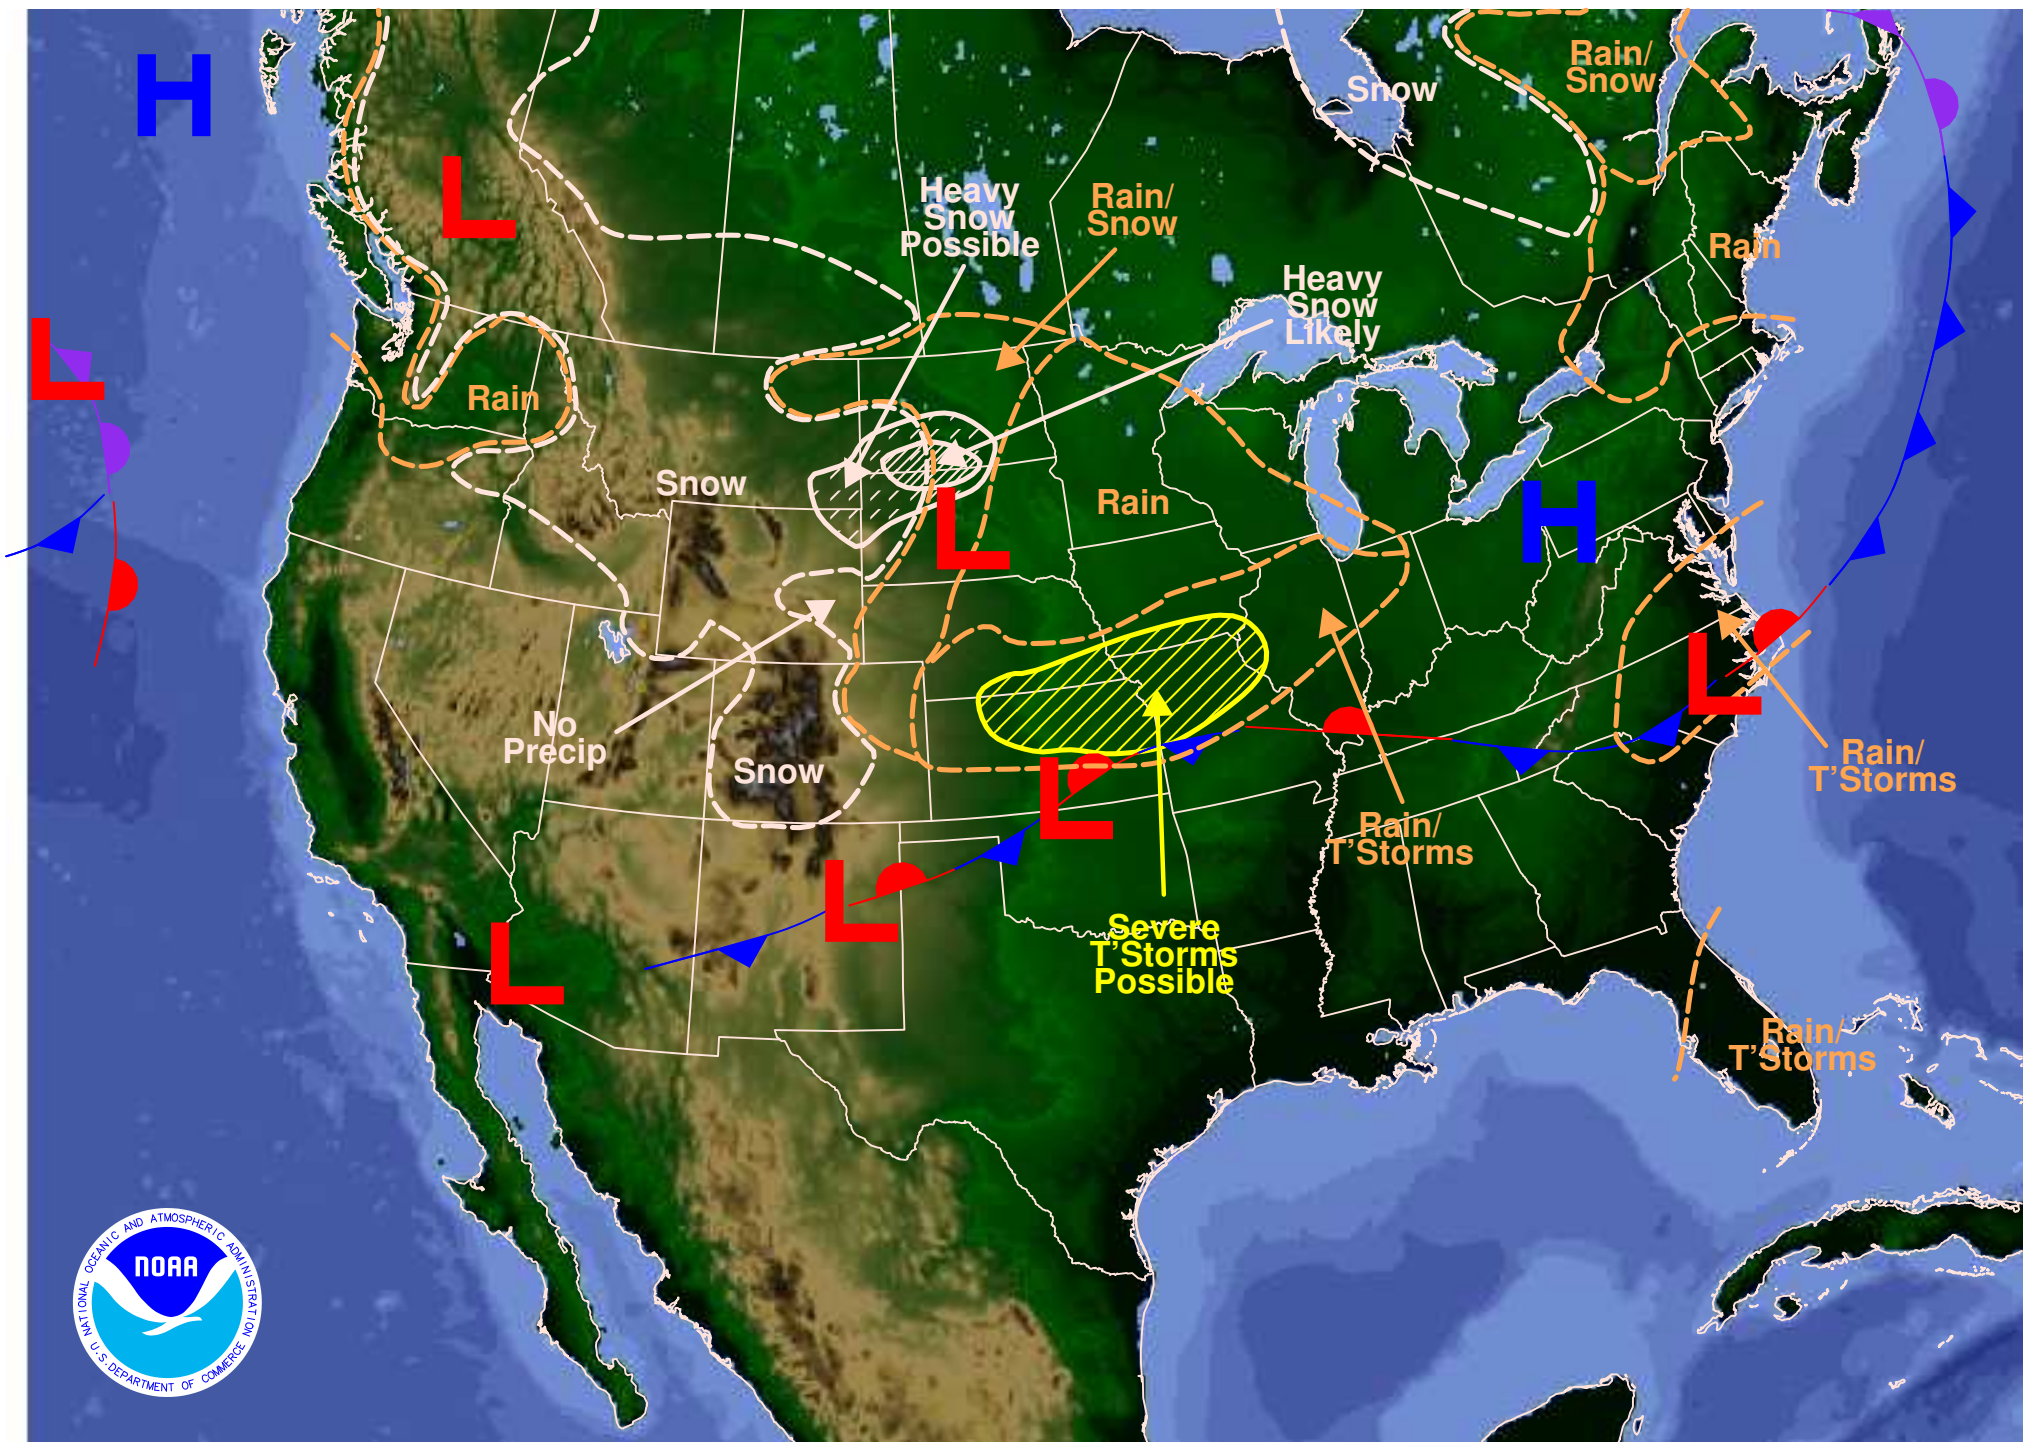 H
Snow
Rain/
Snow
L
Heavy
Snow
Possible
Rain/
Snow
Rain
Heavy
Snow
Likely
L
Rain
Snow
Rain
L
H
No
Precip
Snow
L
Rain/
T'Storms
L
Rain/
T'Storms
L
L
Severe
T'Storms
Possible
Rain/
T'Storms
NATIONAL OCEANIC AND ATMOSPHERIC ADMINISTRATION
NOAA
U.S. DEPARTMENT OF COMMERCE